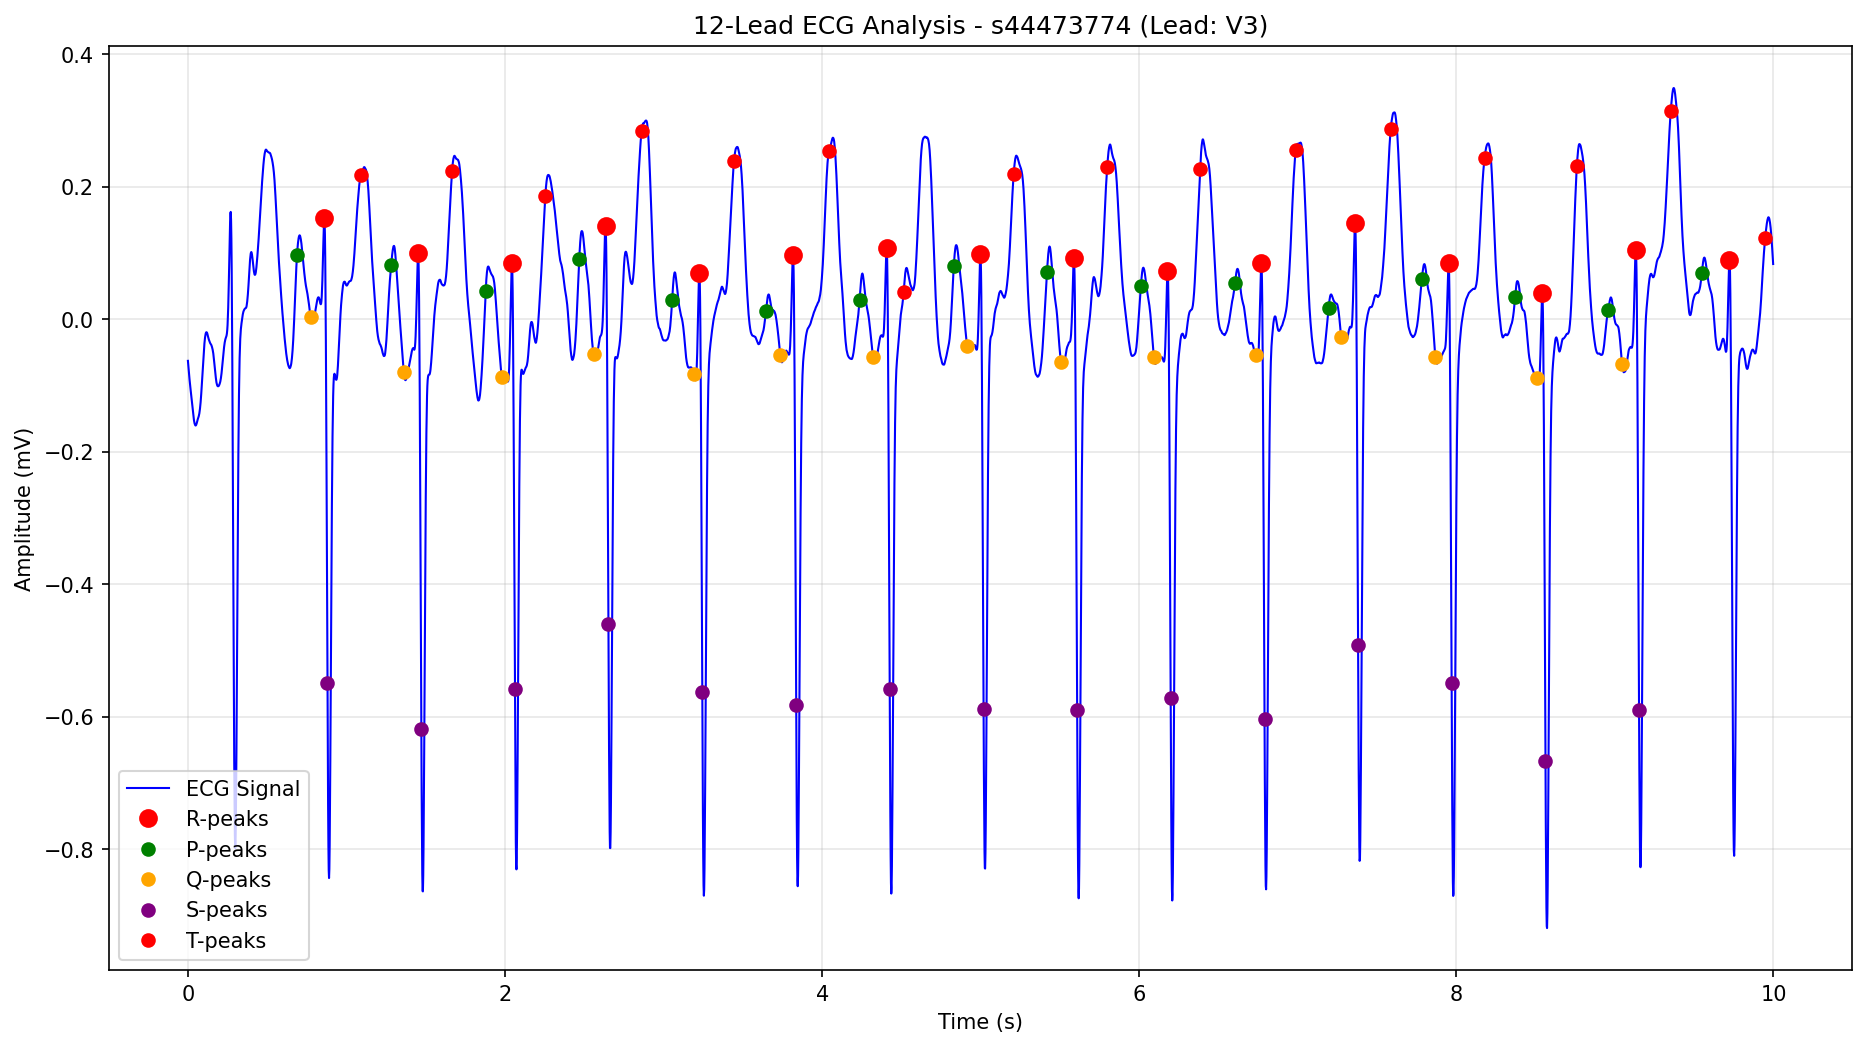 12-Lead ECG Analysis - s44473774 (Lead: V3)
Amplitude (mV)
0.4
0.2
0.0
−0.2
−0.4
−0.6
−0.8
ECG Signal
R-peaks
P-peaks
Q-peaks
S-peaks
T-peaks
0 2 4 6 8 10
Time (s)